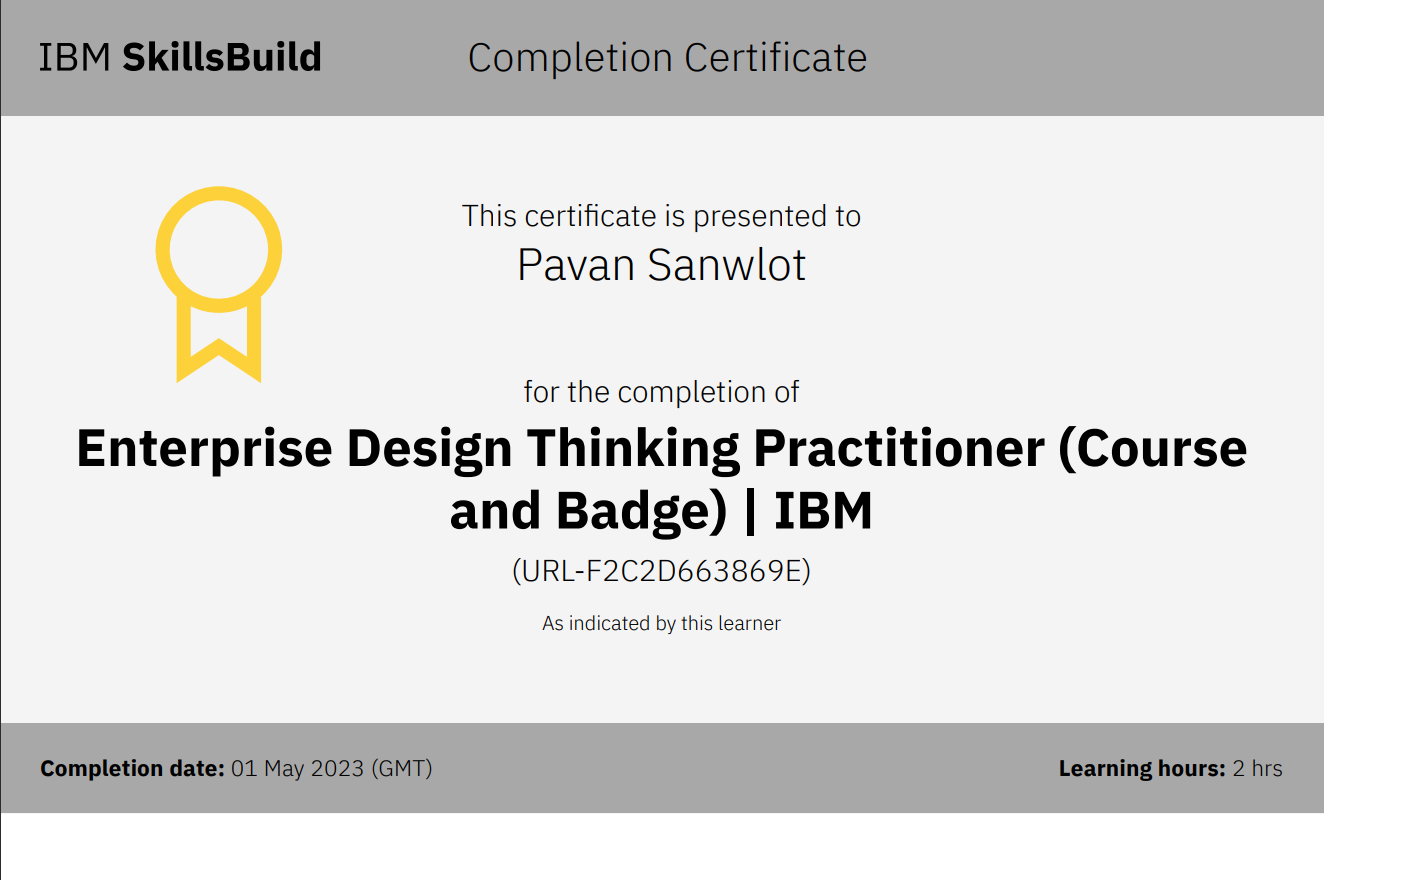 IBM SkillsBuild
Completion Certificate
This certificate is presented to
Pavan Sanwlot
for the completion of
Enterprise Design Thinking Practitioner (Course
and Badge) | IBM
(URL-F2C2D663869E)
As indicated by this learner
Completion date: 01 May 2023 (GMT)
Learning hours: 2 hrs